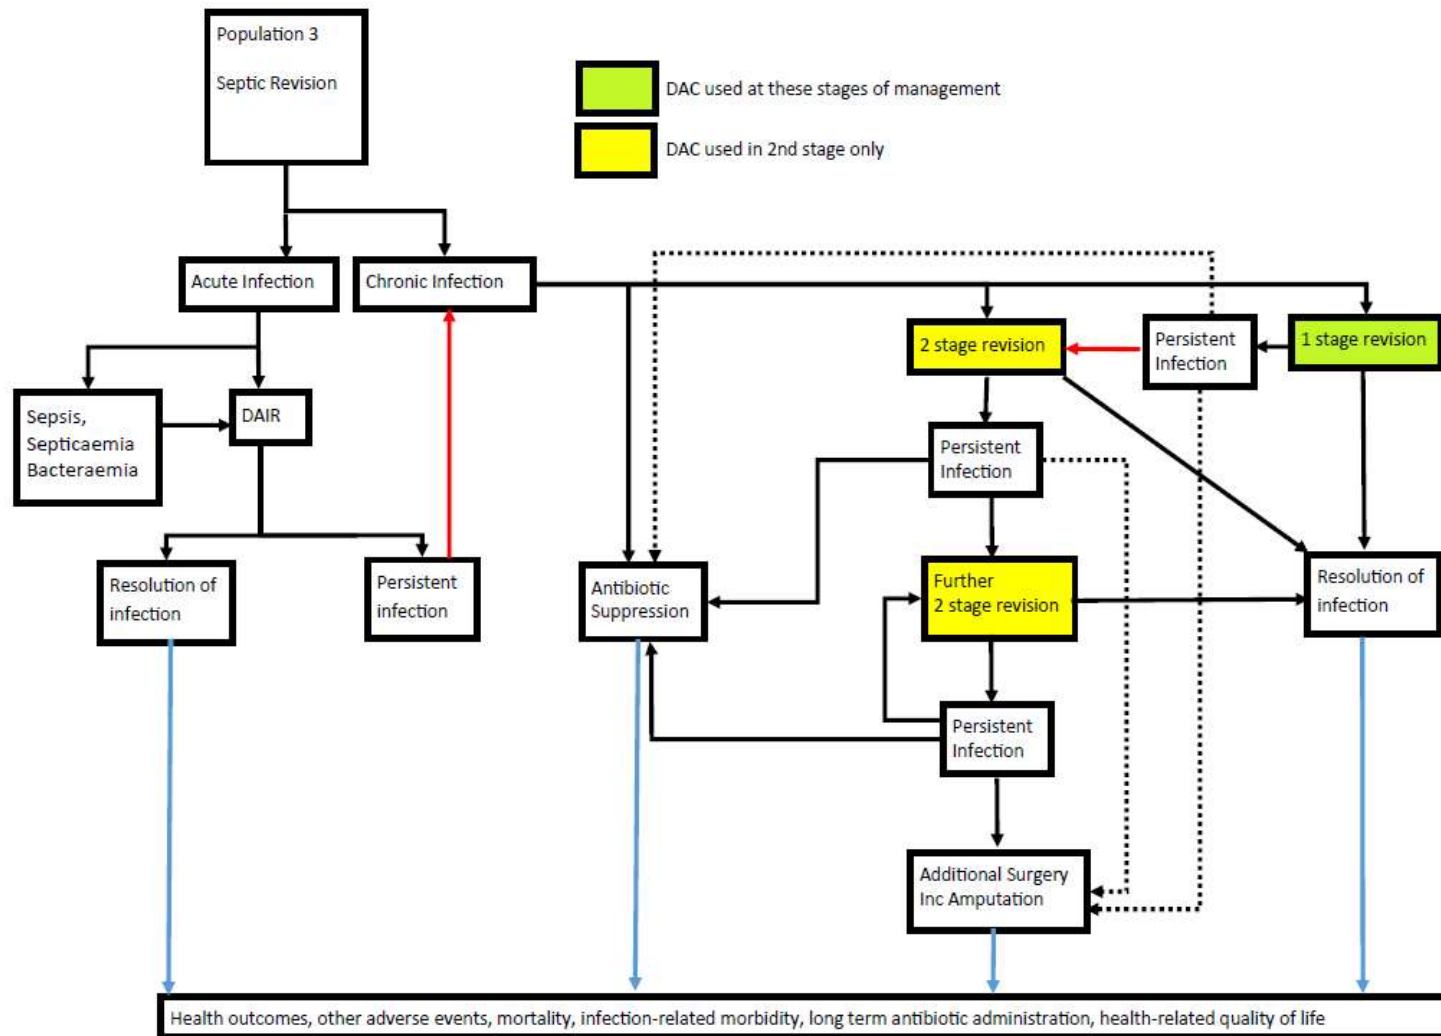 Population 3
Septic Revision
DAC used at these stages of management
DAC used in 2nd stage only
Acute Infection
Chronic Infection
2 stage revision
Persistent
Infection
1 stage revision
Sepsis,
Septicaemia
Bacteraemia
DAIR
Persistent
Infection
Resolution of
infection
Persistent
infection
Antibiotic
Suppression
Further
2 stage revision
Resolution of
infection
Persistent
Infection
Additional Surgery
Inc Amputation
Health outcomes, other adverse events, mortality, infection-related morbidity, long term antibiotic administration, health-related quality of life